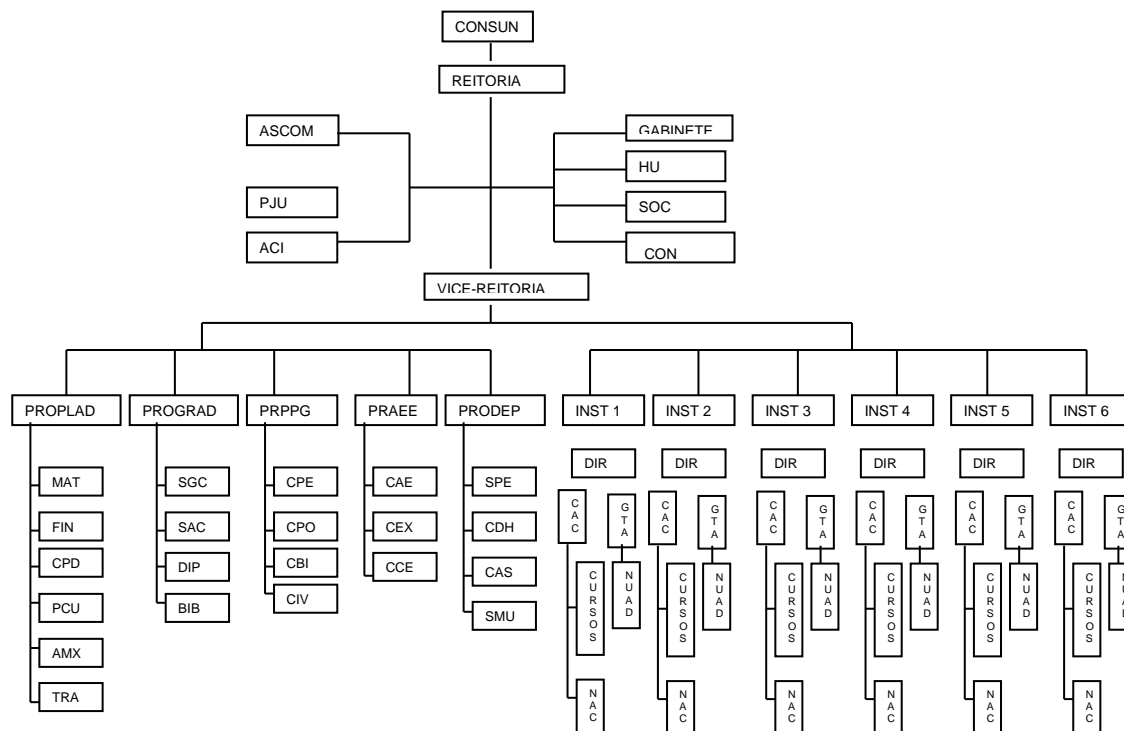 CONSUN
REITORIA
ASCOM
GABINETE
HU
PJU
SOC
ACI
CON
VICE-REITORIA
PROPLAD
PROGRAD
PRPPG
PRAEE
PRODEP
INST 1
INST 2
INST 3
INST 4
INST 5
INST 6
MAT
FIN
CPD
PCU
AMX
TRA
SGC
SAC
DIP
BIB
CPE
CPO
CBI
CIV
CAE
CEX
CCE
SPE
CDH
CAS
SMU
DIR
CAC
GTA
CURSOS
NUAD
NAC
DIR
CAC
GTA
CURSOS
NUAD
NAC
DIR
CAC
GTA
CURSOS
NUAD
NAC
DIR
CAC
GTA
CURSOS
NUAD
NAC
DIR
CAC
GTA
CURSOS
NUAD
NAC
DIR
CAC
GTA
CURSOS
NUAD
NAC